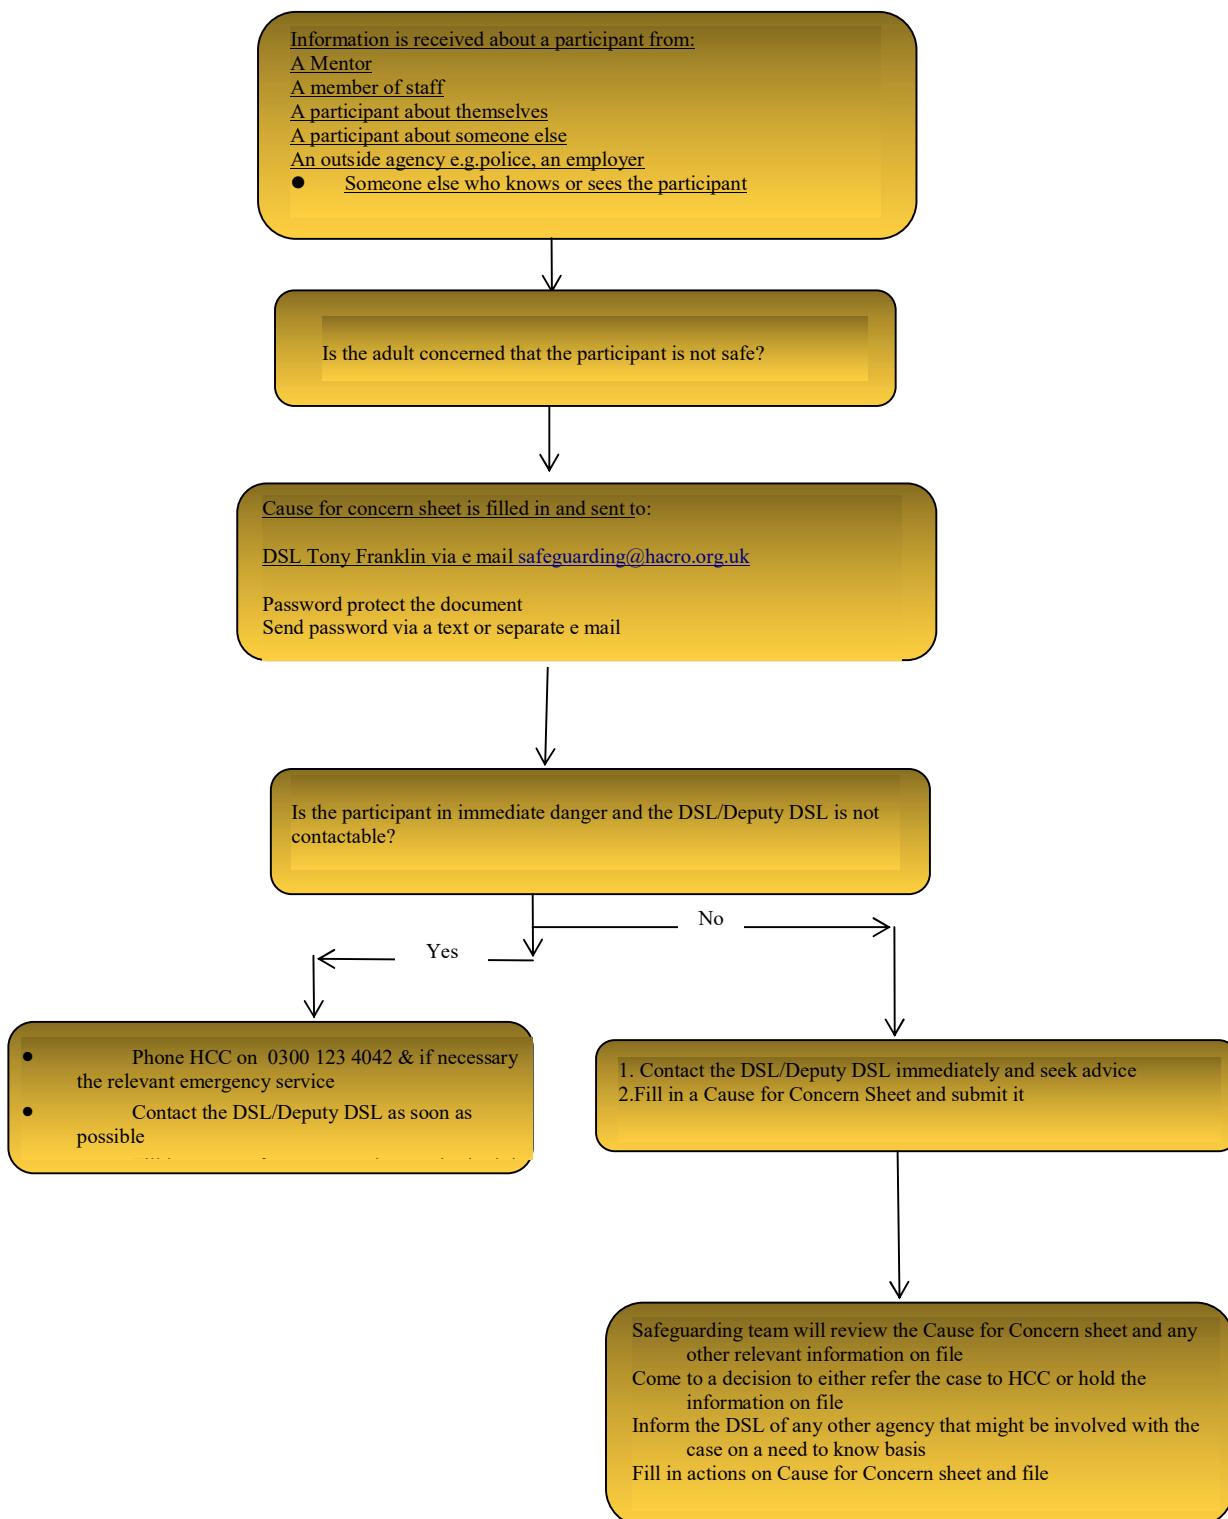 Information is received about a participant from:
A Mentor
A member of staff
A participant about themselves
A participant about someone else
An outside agency e.g.police, an employer
● Someone else who knows or sees the participant
Is the adult concerned that the participant is not safe?
Cause for concern sheet is filled in and sent to:
DSL Tony Franklin via e mail safeguarding@hacro.org.uk
Password protect the document
Send password via a text or separate e mail
Is the participant in immediate danger and the DSL/Deputy DSL is not
contactable?
No
Yes
● Phone HCC on 0300 123 4042 & if necessary
the relevant emergency service
● Contact the DSL/Deputy DSL as soon as
possible
1. Contact the DSL/Deputy DSL immediately and seek advice
2.Fill in a Cause for Concern Sheet and submit it
Safeguarding team will review the Cause for Concern sheet and any
other relevant information on file
Come to a decision to either refer the case to HCC or hold the
information on file
Inform the DSL of any other agency that might be involved with the
case on a need to know basis
Fill in actions on Cause for Concern sheet and file